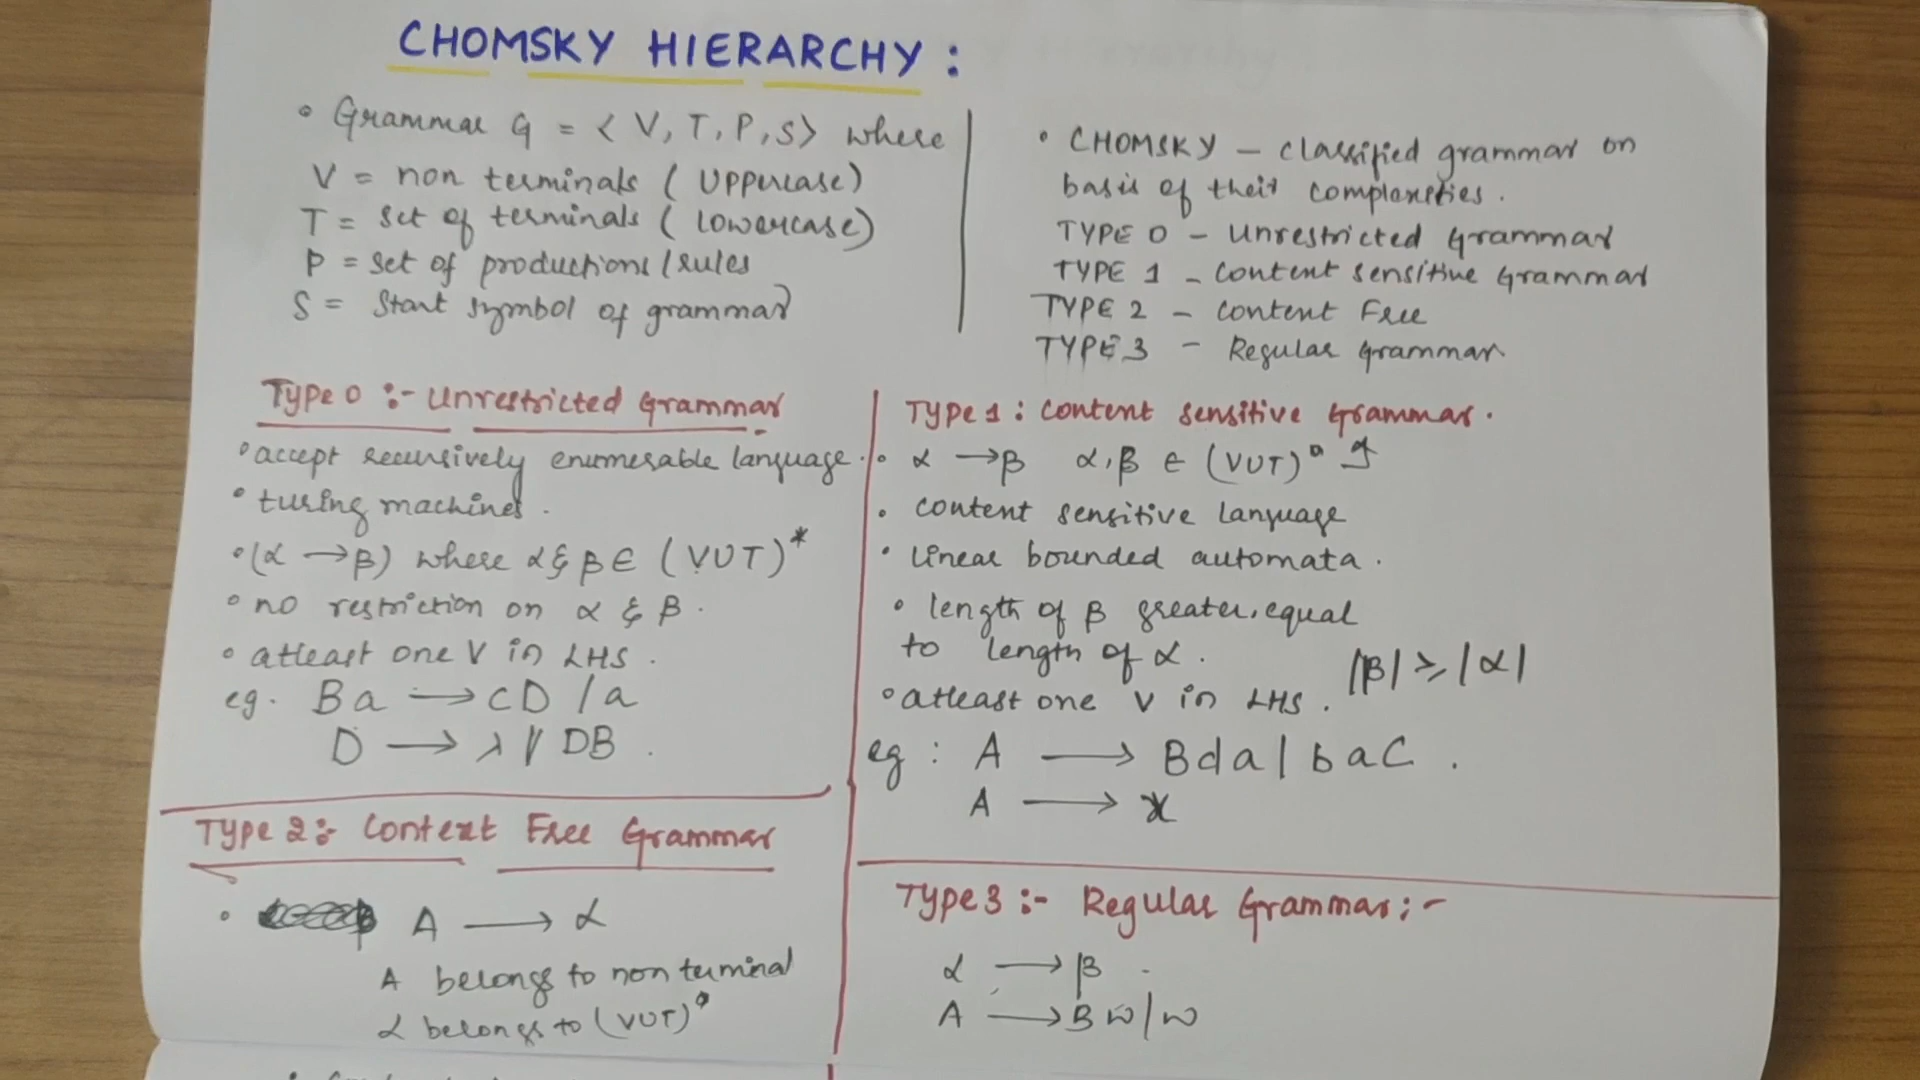 CHOMSKY HIERARCHY :
• Grammar G = < V, T, P, S> where
V = non terminals ( Uppercase)
T = set of terminals ( lowercase)
P = set of productions / rules
S = Start symbol of grammar
• CHOMSKY – classified grammar on
basis of their complexities .
TYPE 0 – Unrestricted Grammar
TYPE 1 – Content sensitive Grammar
TYPE 2 – Content Free
TYPE 3 – Regular Grammar
Type 0 :- Unrestricted Grammar
• accept recursively enumerable language .
• turing machines .
• (α → β) where α & β ∈ (VUT)*
• no restriction on α & β .
• atleast one V in LHS .
eg. Ba → cD / a
D → λ | DB .
Type 1 : Content sensitive Grammar .
• α → β α, β ∈ (VUT)
• content sensitive language
• linear bounded automata .
• length of β greater, equal
to length of α . |β| ≥ |α|
• atleast one V in LHS .
eg : A → Bda | baC .
A →
Type 2 :- Context Free Grammar
• A → α
A belongs to non terminal
α belongs to (VUT)
Type 3 :- Regular Grammar :-
α → β .
A → Bw / w